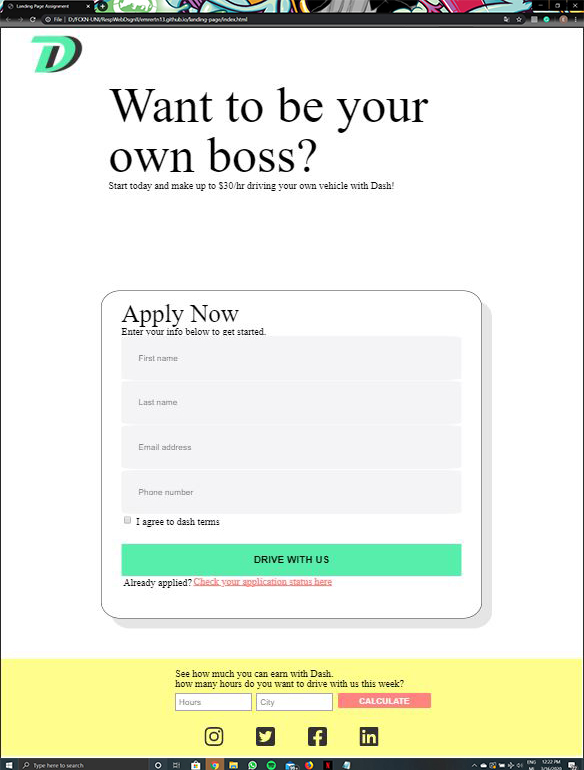 Landing Page Assignment
File | D:/FCKN-UNI/RespWebDsgnII/emrertn13.github.io/landing-page/index.html
D
Want to be your
own boss?
Start today and make up to $30/hr driving your own vehicle with Dash!
Apply Now
Enter your info below to get started.
First name
Last name
Email address
Phone number
I agree to dash terms
DRIVE WITH US
Already applied? Check your application status here
See how much you can earn with Dash.
how many hours do you want to drive with us this week?
Hours City CALCULATE
Type here to search
ENG 12:22 PM